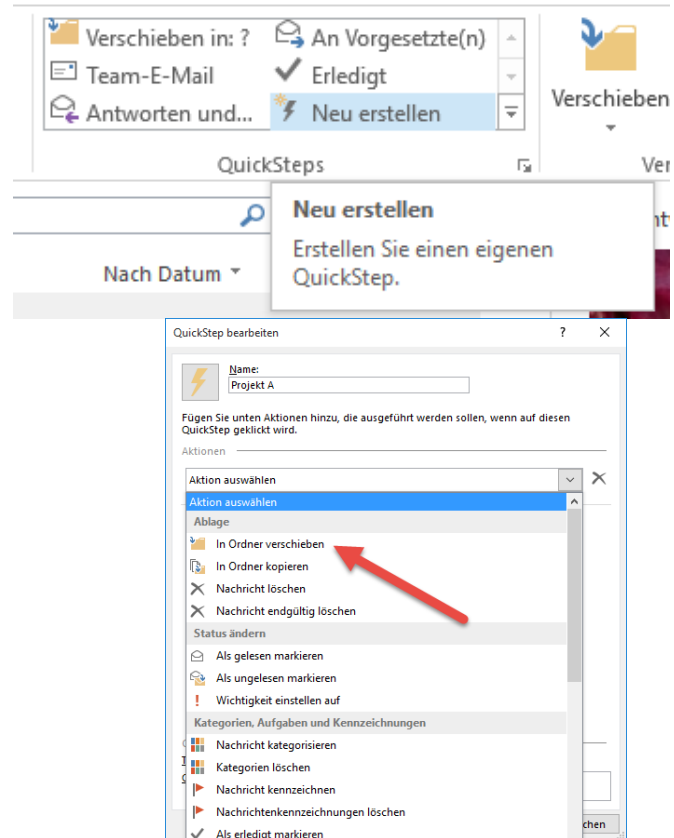 Verschieben in: ?
An Vorgesetzte(n)
Team-E-Mail
Erledigt
Antworten und...
Neu erstellen
Verschieben
QuickSteps
Ver
Neu erstellen
Erstellen Sie einen eigenen
QuickStep.
Nach Datum
QuickStep bearbeiten
?
Name:
Projekt A
Fügen Sie unten Aktionen hinzu, die ausgeführt werden sollen, wenn auf diesen
QuickStep geklickt wird.
Aktionen
Aktion auswählen
Aktion auswählen
Ablage
In Ordner verschieben
In Ordner kopieren
Nachricht löschen
Nachricht endgültig löschen
Status ändern
Als gelesen markieren
Als ungelesen markieren
Wichtigkeit einstellen auf
Kategorien, Aufgaben und Kennzeichnungen
Nachricht kategorisieren
Kategorien löschen
Nachricht kennzeichnen
Nachrichtenkennzeichnungen löschen
Als erledigt markieren
chen